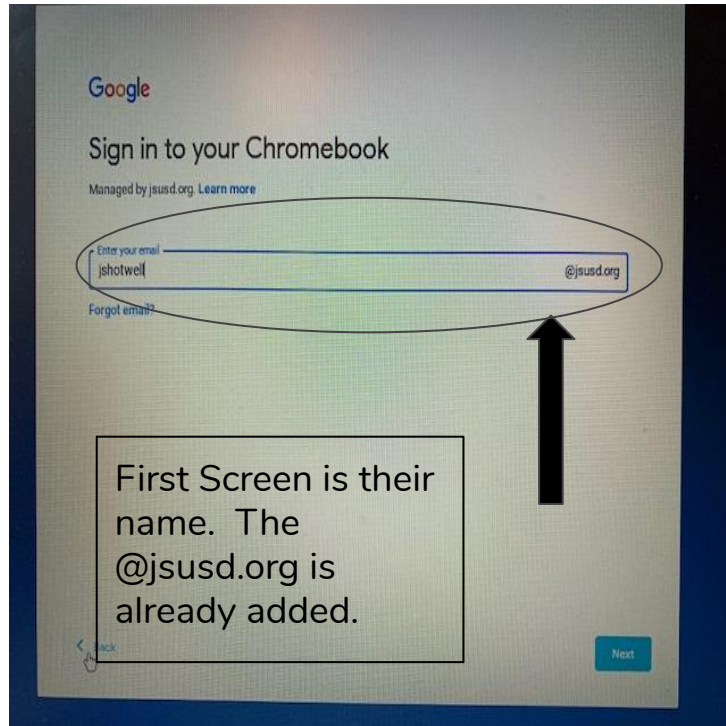 Google
Sign in to your Chromebook
Managed by jsusd.org. Learn more
Enter your email
jshotwell @jsusd.org
Forgot email?
First Screen is their
name. The
@jsusd.org is
already added.
Back
Next